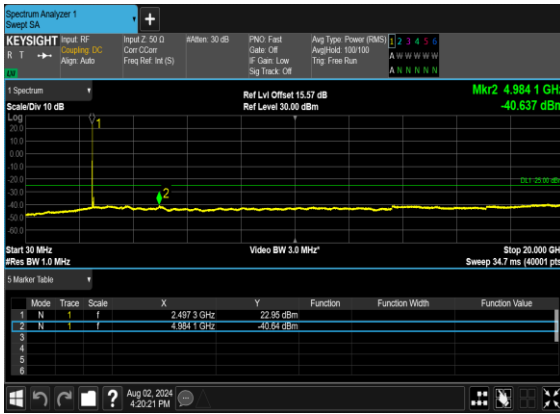 Spectrum Analyzer 1
Swept SA
+
KEYSIGHT Input: RF Input Z: 50 Ω #Atten: 30 dB PNO: Fast Avg Type: Power (RMS) 1 2 3 4 5 6
R T Coupling: DC Corr CCorr Gate: Off Avg|Hold: 100/100 A W W W W W
Align: Auto Freq Ref: Int (S) IF Gain: Low Trig: Free Run
Sig Track: Off A N N N N N
1 Spectrum Ref Lvl Offset 15.57 dB Mkr2 4.984 1 GHz
Scale/Div 10 dB Ref Level 30.00 dBm -40.637 dBm
Log
20.0
10.0
0.00
-10.0
-20.0
-30.0
-40.0
-50.0
-60.0
1
2
DL1 -25.00 dBm
Start 30 MHz Video BW 3.0 MHz* Stop 20.000 GHz
#Res BW 1.0 MHz Sweep 34.7 ms (40001 pts)
5 Marker Table
Mode Trace Scale X Y Function Function Width Function Value
1 N 1 f 2.497 3 GHz 22.95 dBm
2 N 1 f 4.984 1 GHz -40.64 dBm
3
4
5
6
? Aug 02, 2024
4:20:21 PM